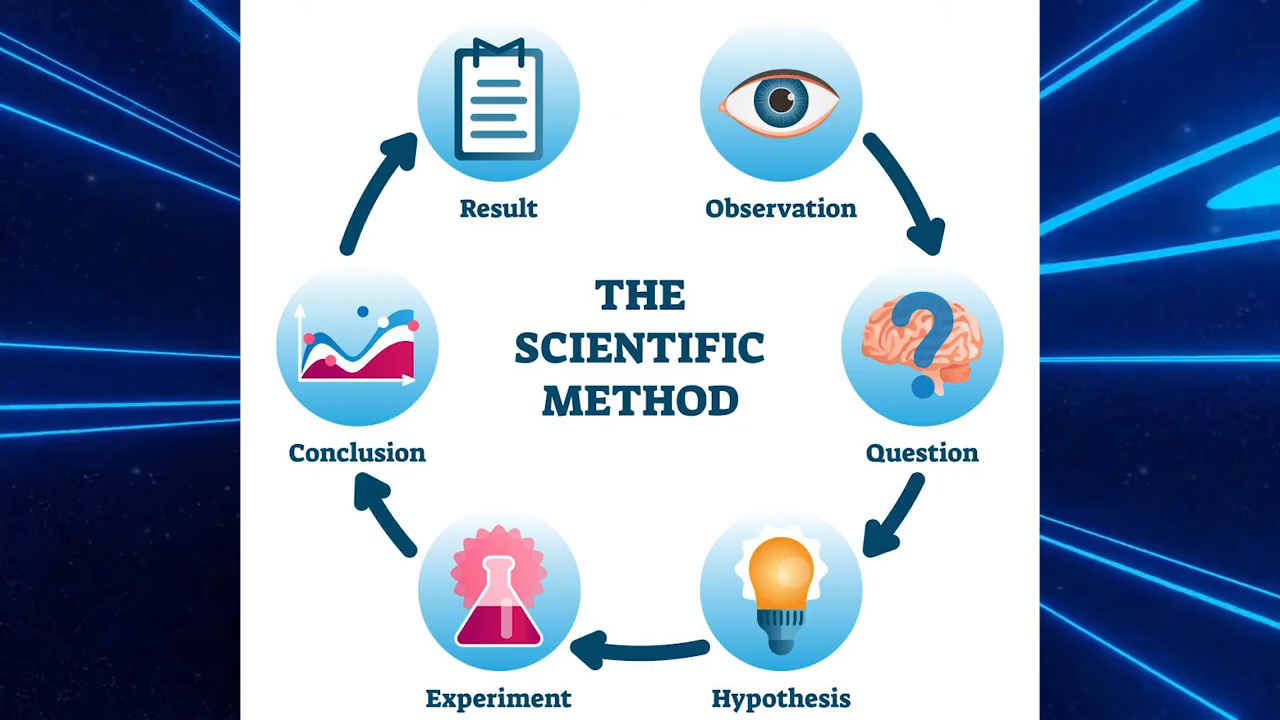 Result
Observation
THE
SCIENTIFIC
METHOD
Conclusion
Question
Experiment
Hypothesis